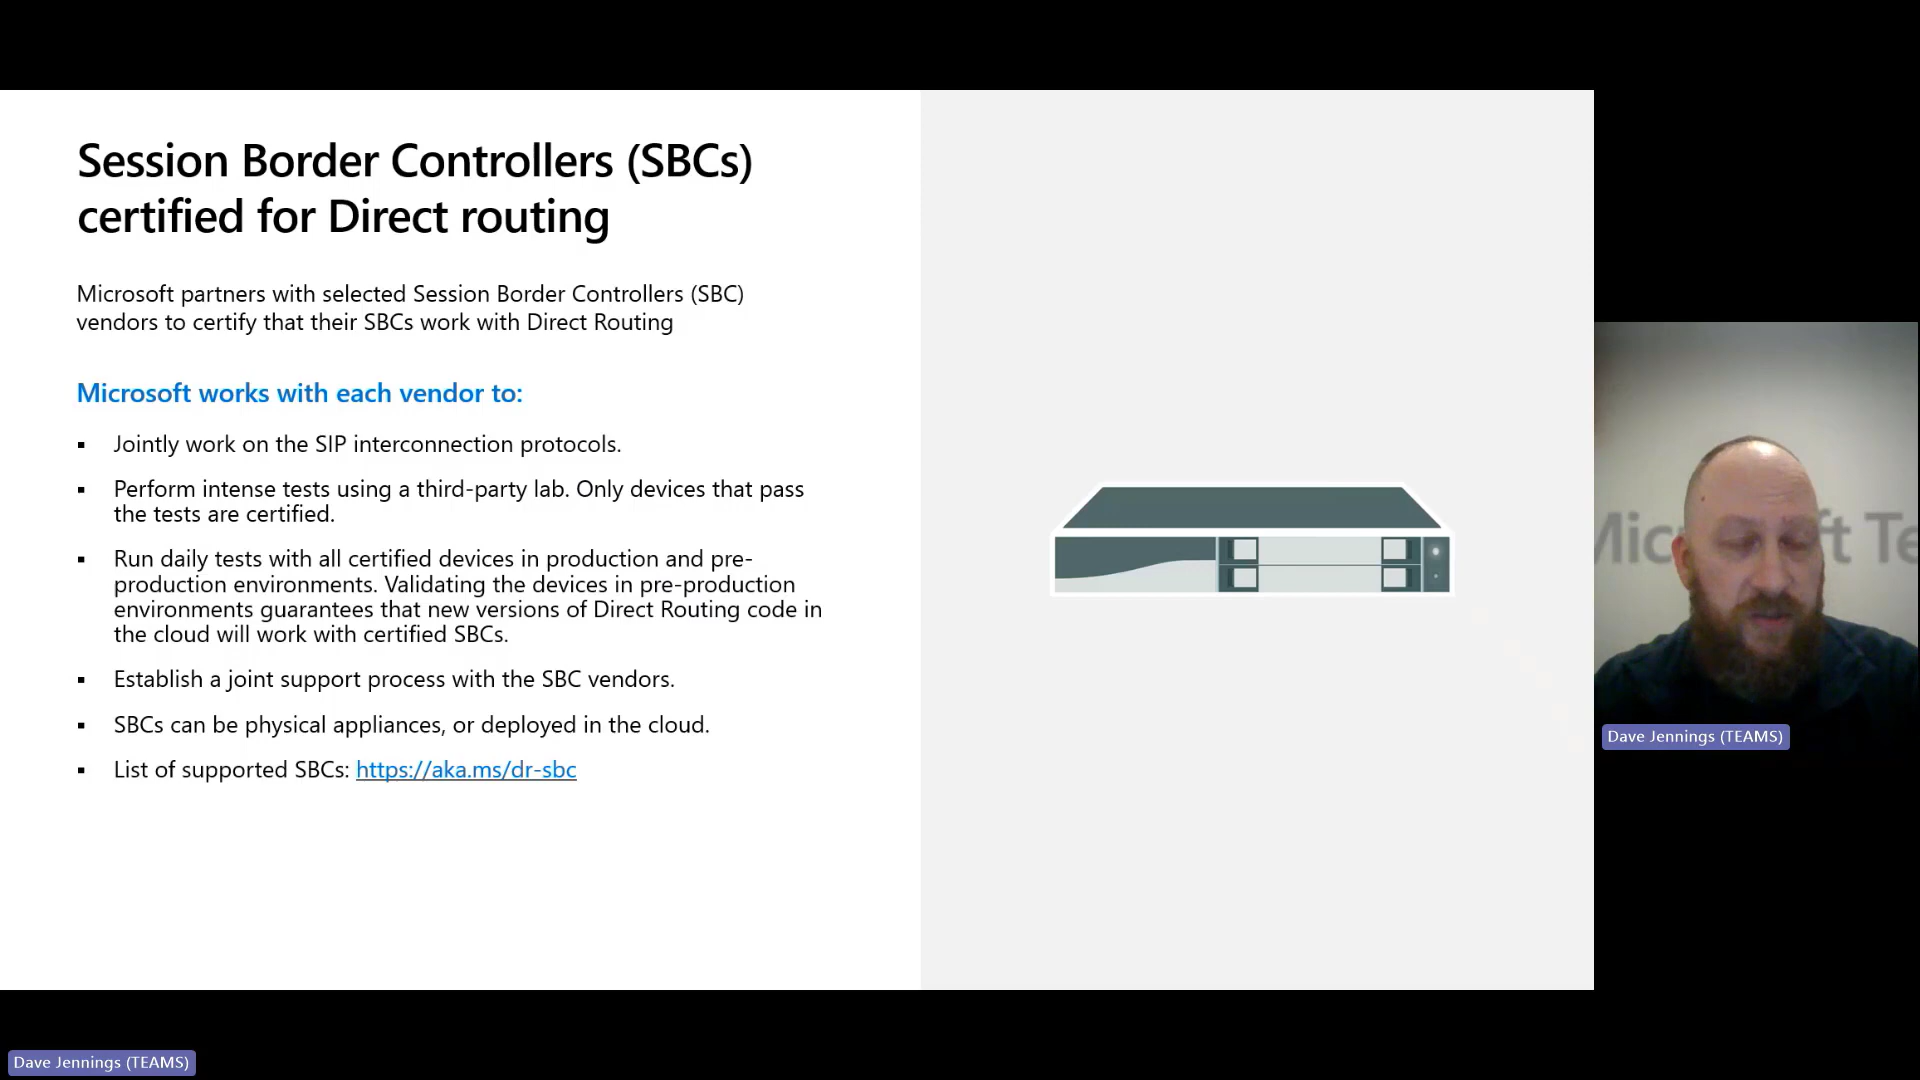 Session Border Controllers (SBCs)
certified for Direct routing
Microsoft partners with selected Session Border Controllers (SBC)
vendors to certify that their SBCs work with Direct Routing
Microsoft works with each vendor to:
▪ Jointly work on the SIP interconnection protocols.
▪ Perform intense tests using a third-party lab. Only devices that pass
the tests are certified.
▪ Run daily tests with all certified devices in production and pre-
production environments. Validating the devices in pre-production
environments guarantees that new versions of Direct Routing code in
the cloud will work with certified SBCs.
▪ Establish a joint support process with the SBC vendors.
▪ SBCs can be physical appliances, or deployed in the cloud.
▪ List of supported SBCs: https://aka.ms/dr-sbc
Mic ft Te
Dave Jennings (TEAMS)
Dave Jennings (TEAMS)